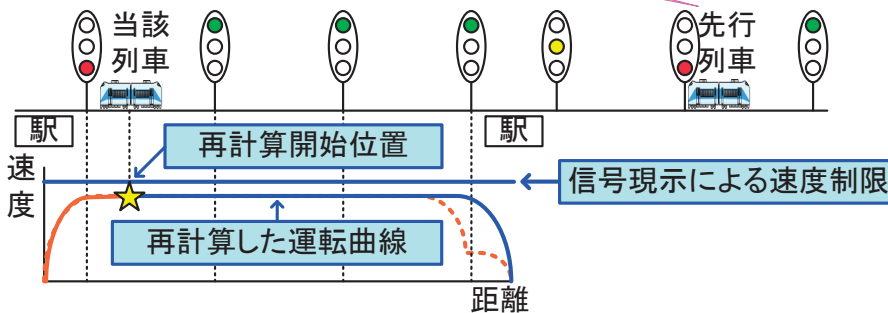 当該
列車
先行
列車
駅
駅
再計算開始位置
速
度
信号現示による速度制限
再計算した運転曲線
距離